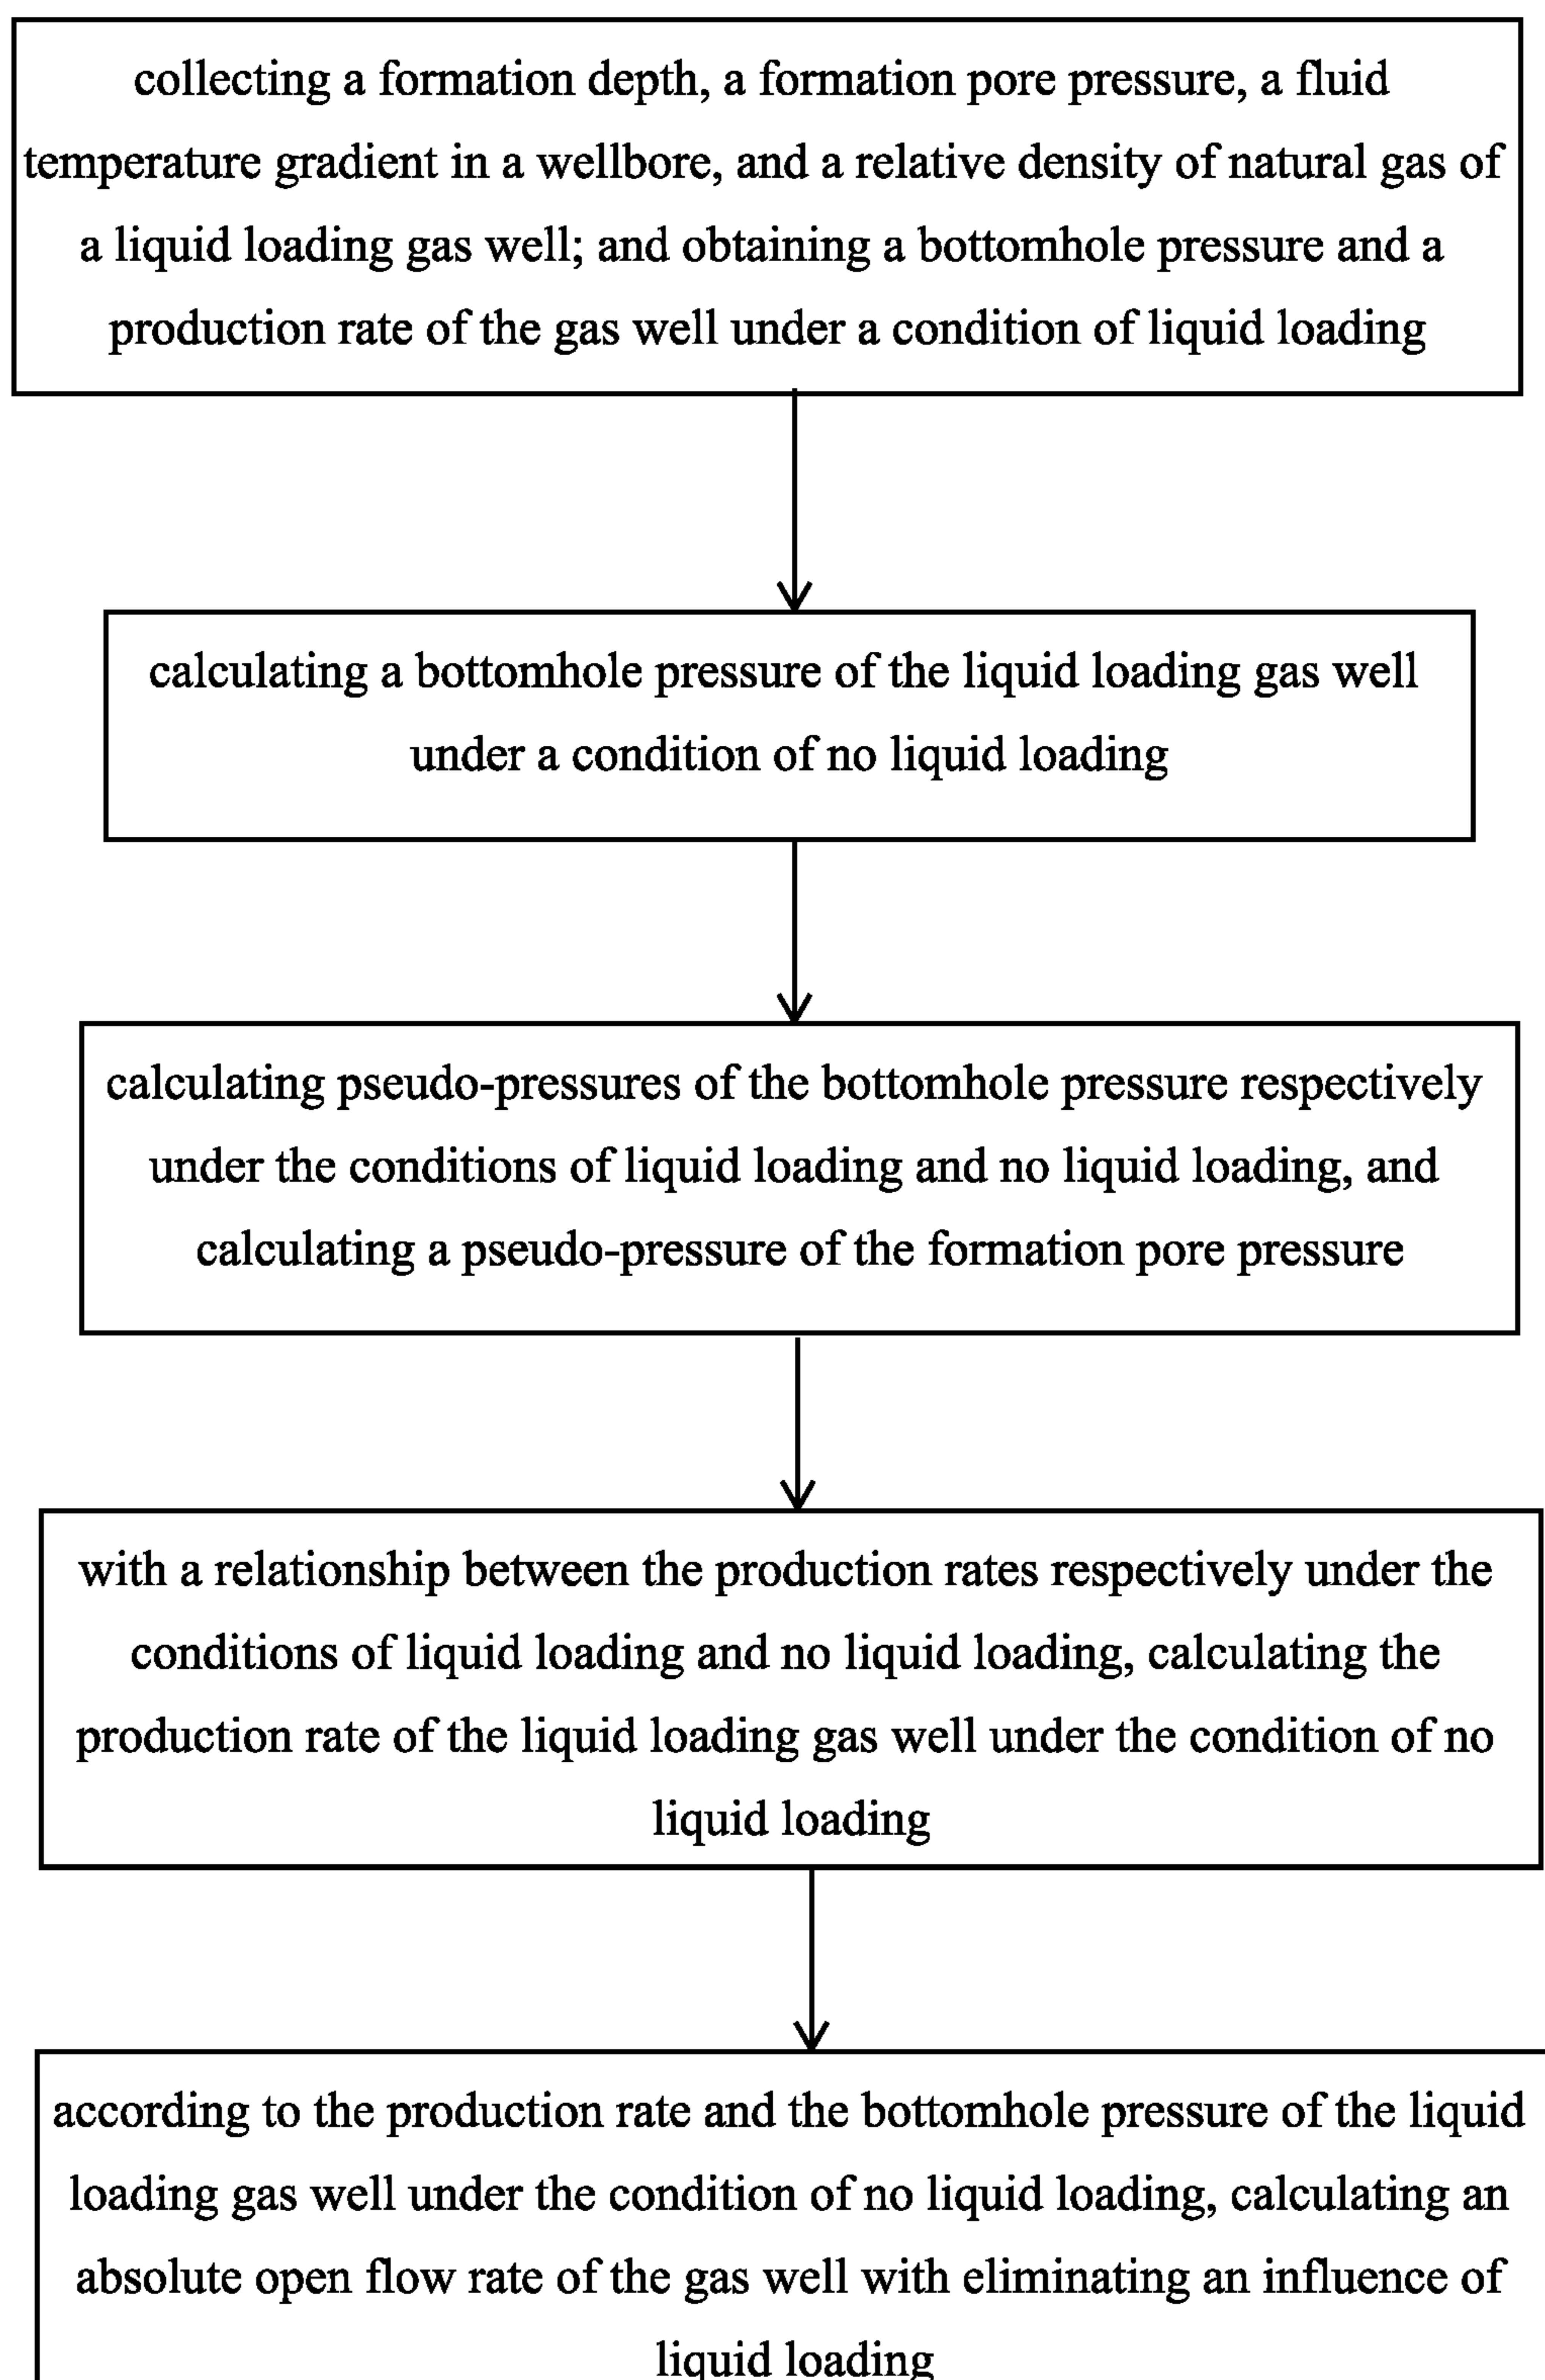 collecting a formation depth, a formation pore pressure, a fluid
temperature gradient in a wellbore, and a relative density of natural gas of
a liquid loading gas well; and obtaining a bottomhole pressure and a
production rate of the gas well under a condition of liquid loading
calculating a bottomhole pressure of the liquid loading gas well
under a condition of no liquid loading
calculating pseudo-pressures of the bottomhole pressure respectively
under the conditions of liquid loading and no liquid loading, and
calculating a pseudo-pressure of the formation pore pressure
with a relationship between the production rates respectively under the
conditions of liquid loading and no liquid loading, calculating the
production rate of the liquid loading gas well under the condition of no
liquid loading
according to the production rate and the bottomhole pressure of the liquid
loading gas well under the condition of no liquid loading, calculating an
absolute open flow rate of the gas well with eliminating an influence of
liquid loading